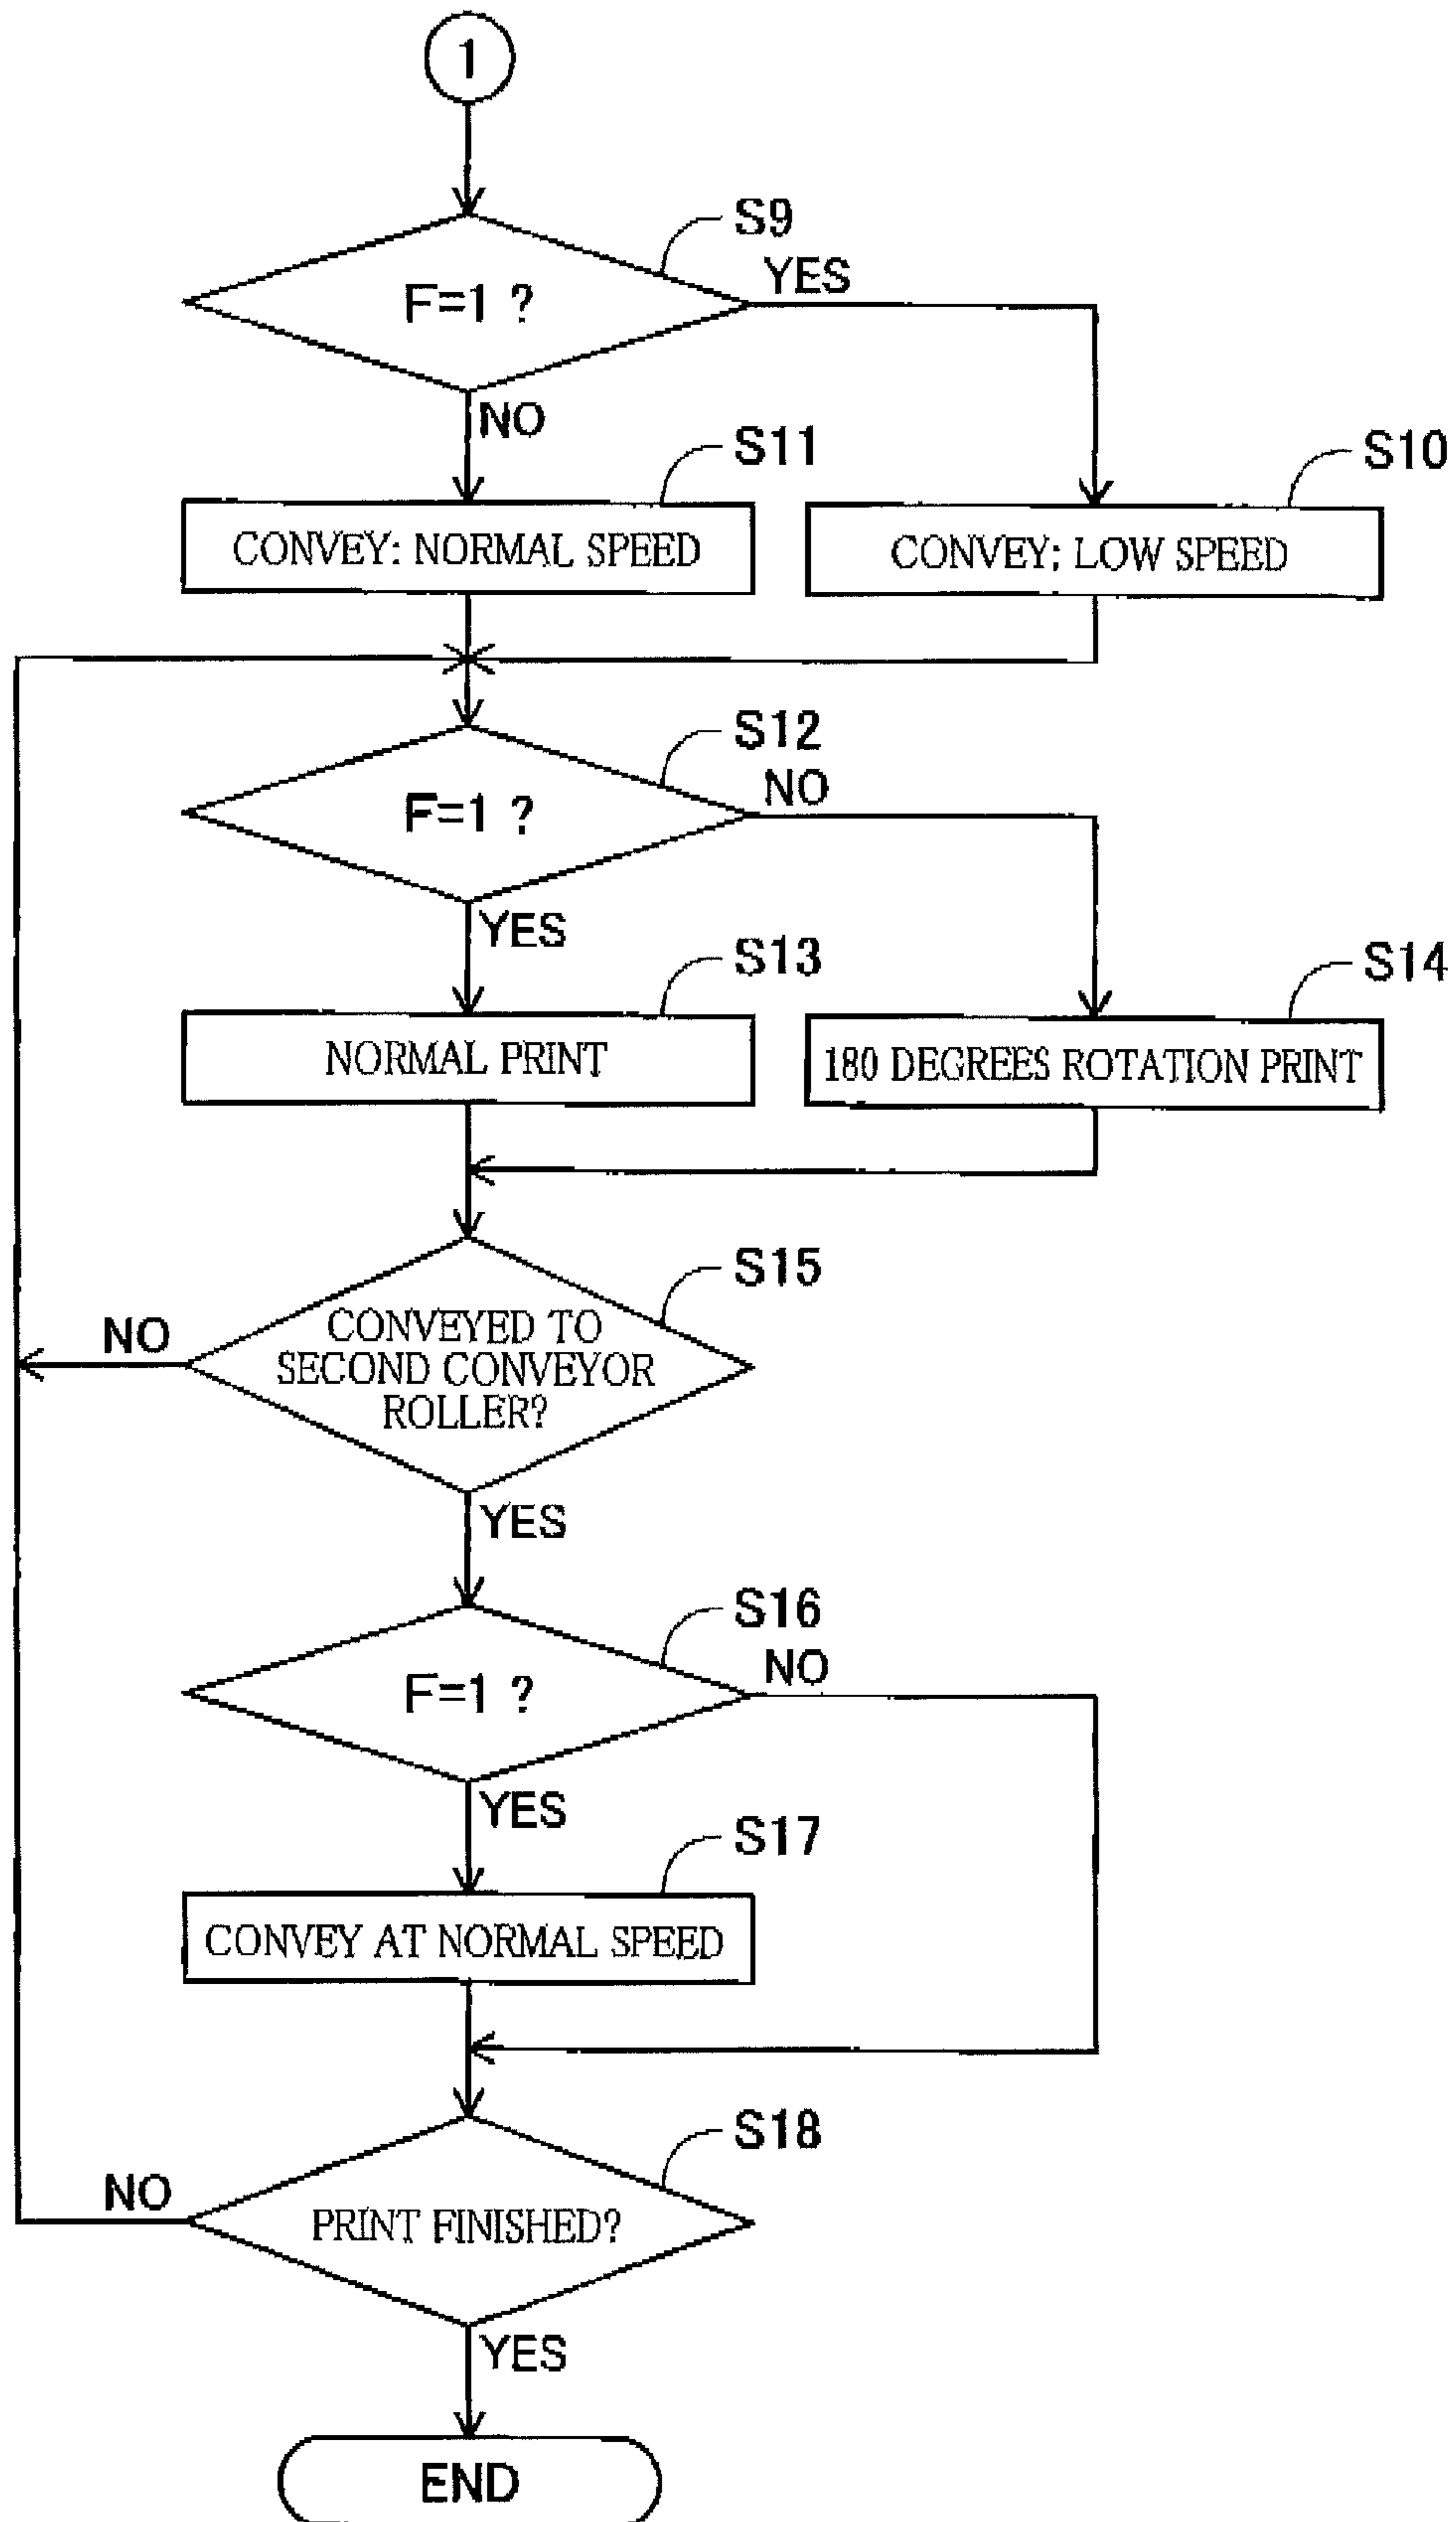 1
S9
F=1 ?
YES
NO
S11
CONVEY: NORMAL SPEED
S10
CONVEY; LOW SPEED
S12
F=1 ?
NO
YES
S13
NORMAL PRINT
S14
180 DEGREES ROTATION PRINT
S15
CONVEYED TO
SECOND CONVEYOR
ROLLER?
NO
YES
S16
F=1 ?
NO
YES
S17
CONVEY AT NORMAL SPEED
S18
PRINT FINISHED?
NO
YES
END